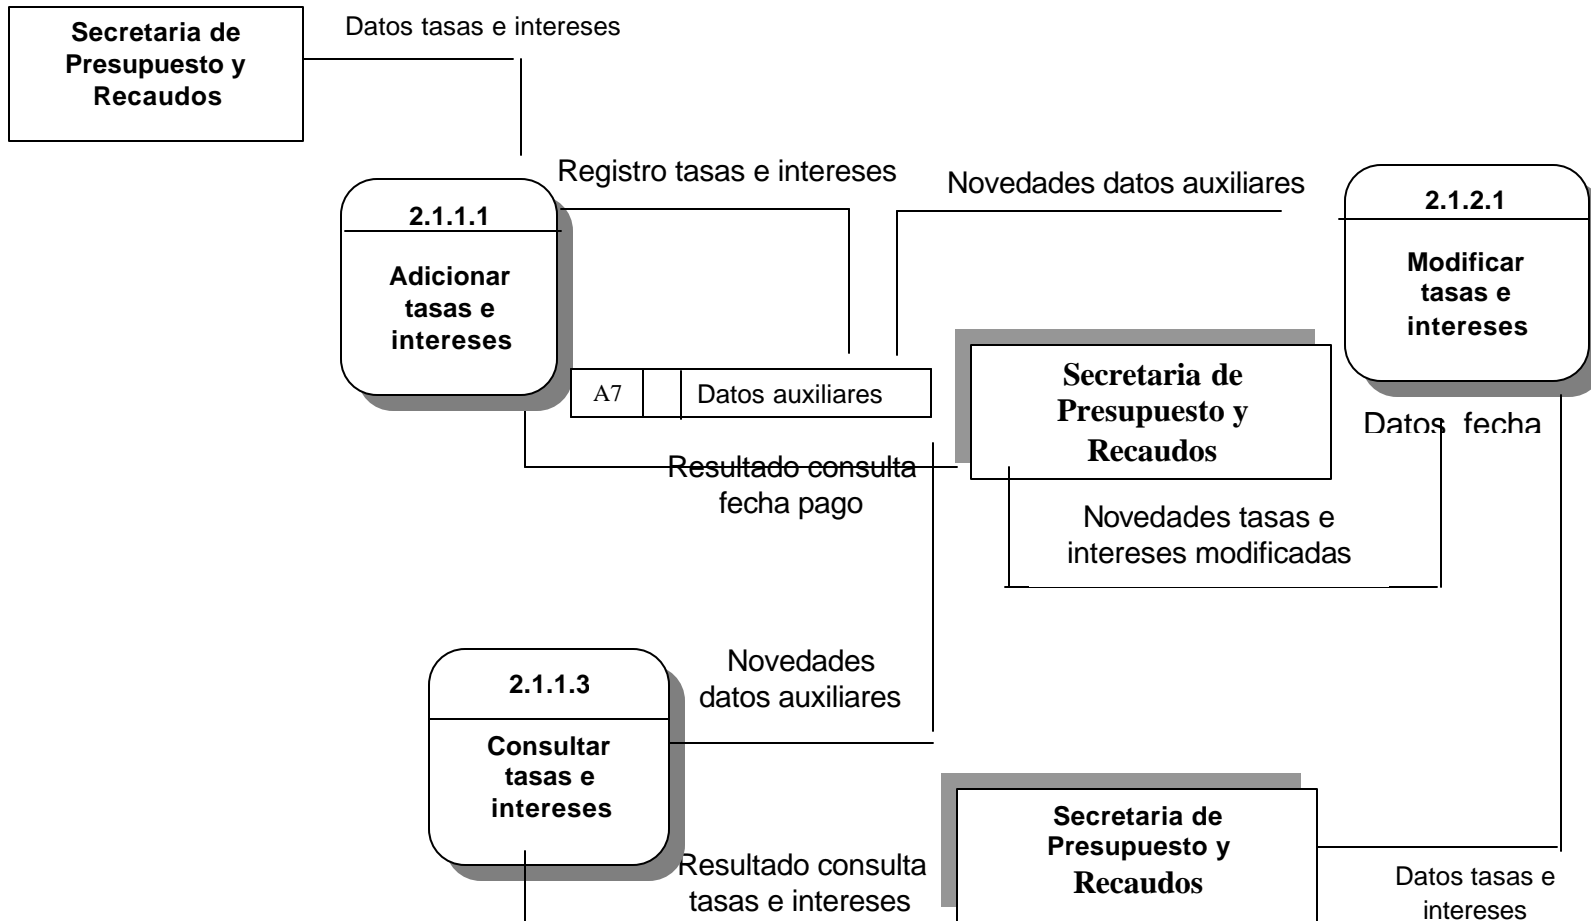 Secretaria de
Presupuesto y
Recaudos
Datos tasas e intereses
Registro tasas e intereses
Novedades datos auxiliares
2.1.1.1
Adicionar
tasas e
intereses
2.1.2.1
Modificar
tasas e
intereses
A7
Datos auxiliares
Secretaria de
Presupuesto y
Recaudos
Datos fecha
Resultado consulta
fecha pago
Novedades tasas e
intereses modificadas
2.1.1.3
Consultar
tasas e
intereses
Novedades
datos auxiliares
Secretaria de
Presupuesto y
Recaudos
Resultado consulta
tasas e intereses
Datos tasas e
intereses